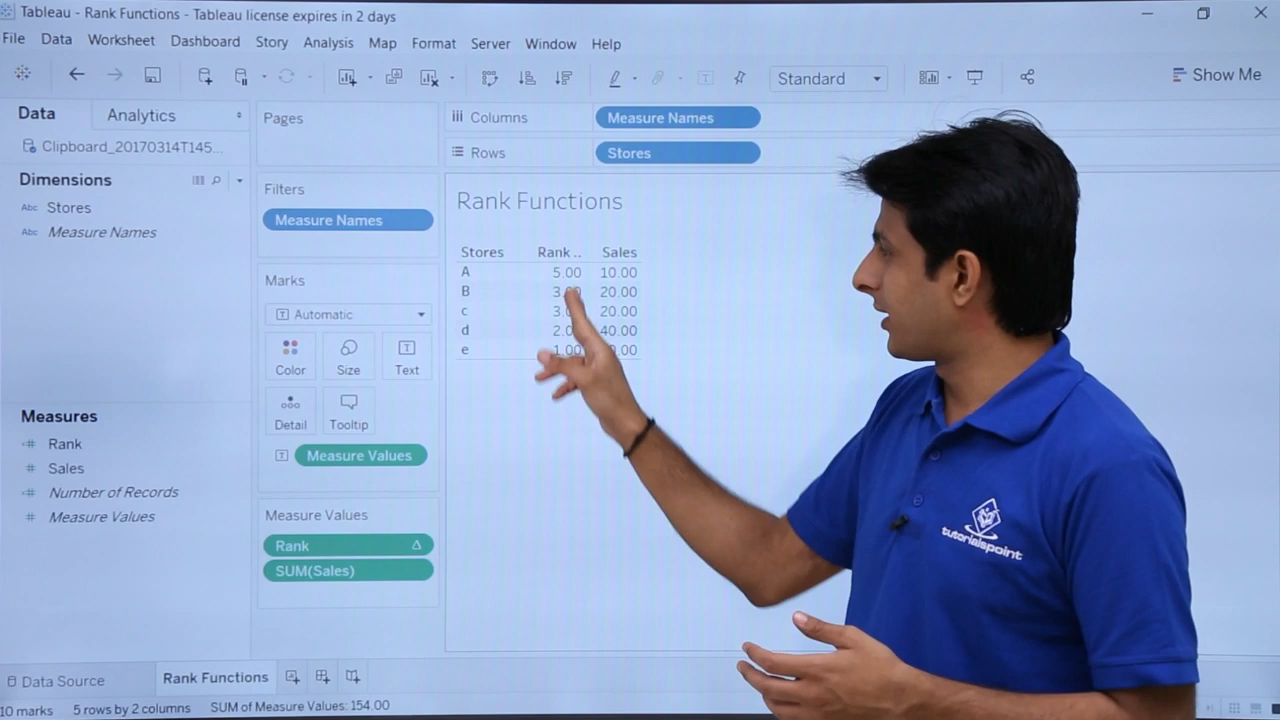 Tableau - Rank Functions - Tableau license expires in 2 days
File Data Worksheet Dashboard Story Analysis Map Format Server Window Help
Standard
Show Me
Data Analytics
Clipboard_20170314T145...
Dimensions
Abc Stores
Abc Measure Names
Measures
Rank
Sales
Number of Records
Measure Values
Pages
Filters
Measure Names
Marks
Automatic
Color Size Text
Detail Tooltip
Measure Values
Measure Values
Rank
SUM(Sales)
Columns Measure Names
Rows Stores
Rank Functions
Stores Rank .. Sales
A 5.00 10.00
B 20.00
c 20.00
d 40.00
e 1.00
tutorialspoint
Data Source Rank Functions
10 marks 5 rows by 2 columns SUM of Measure Values: 154.00